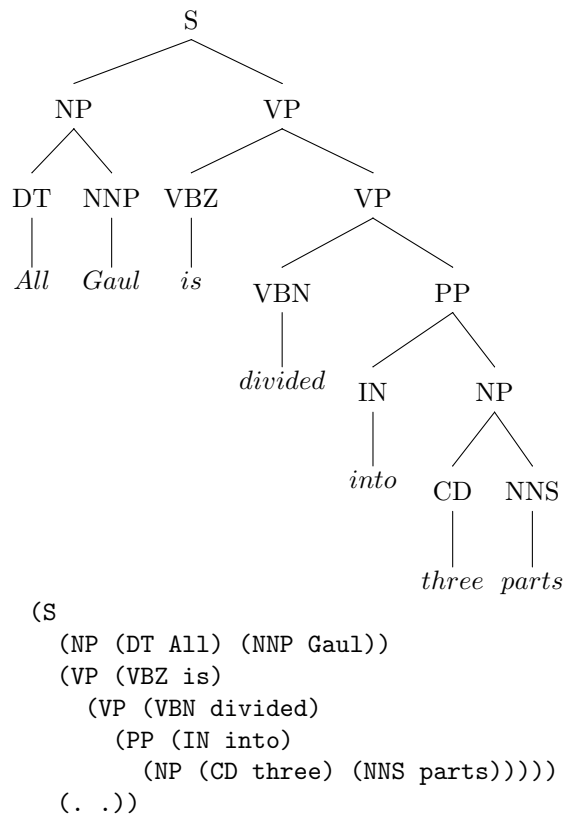 S
NP VP
DT NNP VBZ VP
All Gaul is VBN PP
divided IN NP
into CD NNS
three parts
(S
(NP (DT All) (NNP Gaul))
(VP (VBZ is)
(VP (VBN divided)
(PP (IN into)
(NP (CD three) (NNS parts)))))
(. .))